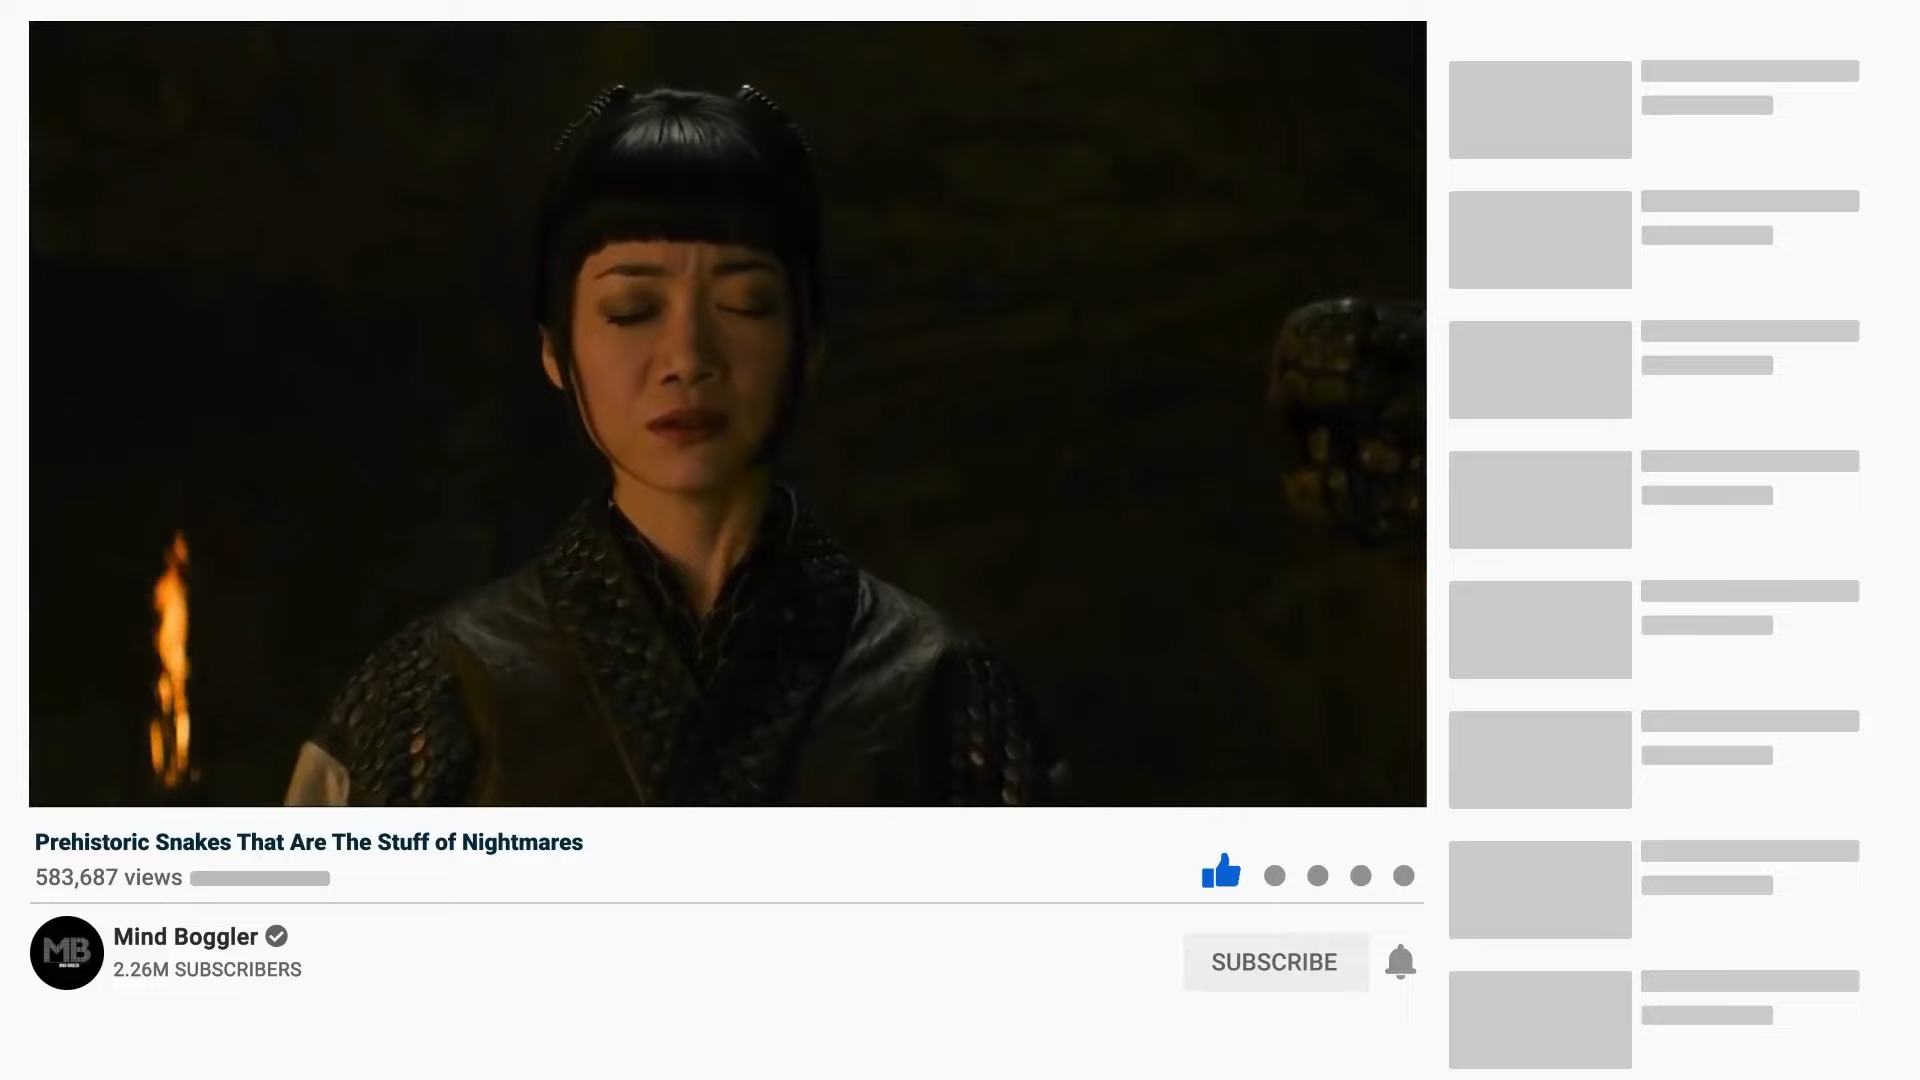 Prehistoric Snakes That Are The Stuff of Nightmares
583,687 views
MB
Mind Boggler
2.26M SUBSCRIBERS
SUBSCRIBE